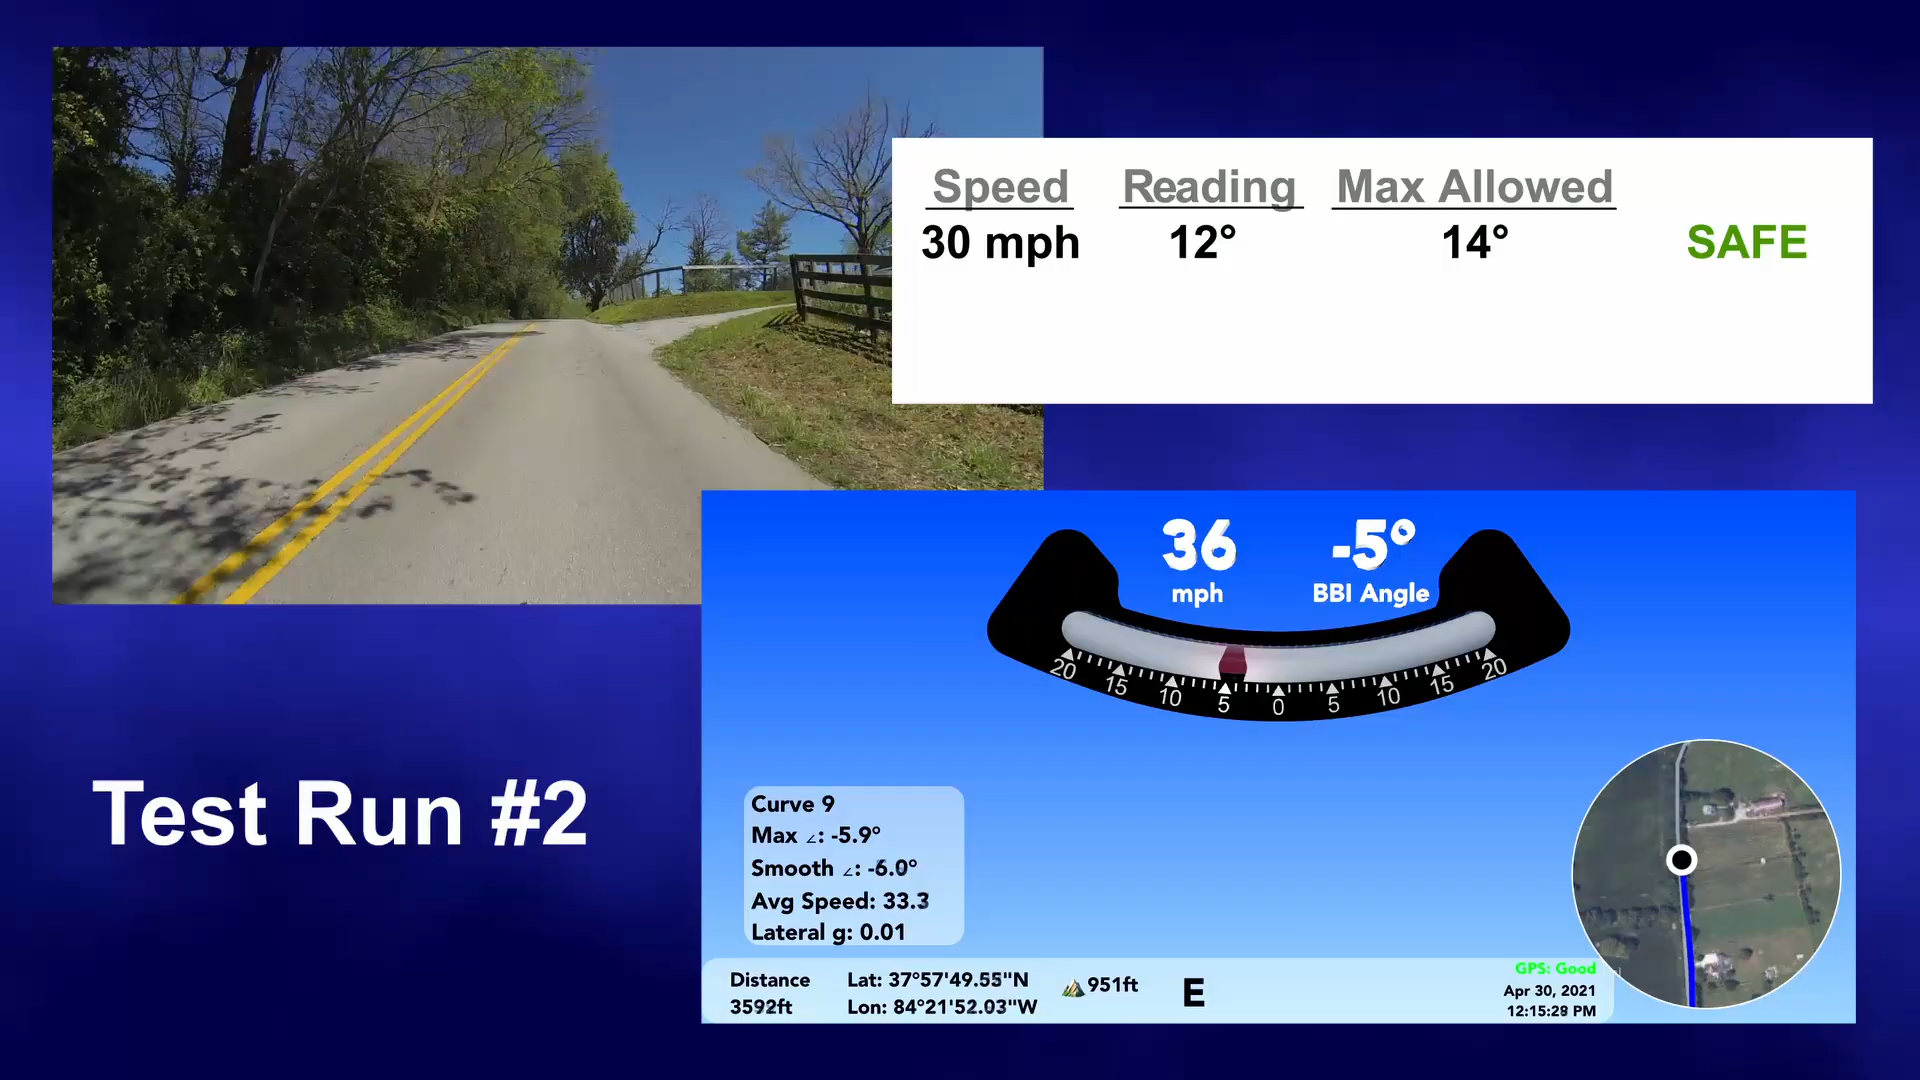 Speed Reading Max Allowed
30 mph 12° 14° SAFE
36 -5°
mph BBI Angle
20 15 10 5 0 5 10 15 20
Test Run #2
Curve 9
Max ∠: -5.9°
Smooth ∠: -6.0°
Avg Speed: 33.3
Lateral g: 0.01
Distance
3592ft
Lat: 37°57'49.55"N
Lon: 84°21'52.03"W
951ft
E
GPS: Good
Apr 30, 2021
12:15:28 PM